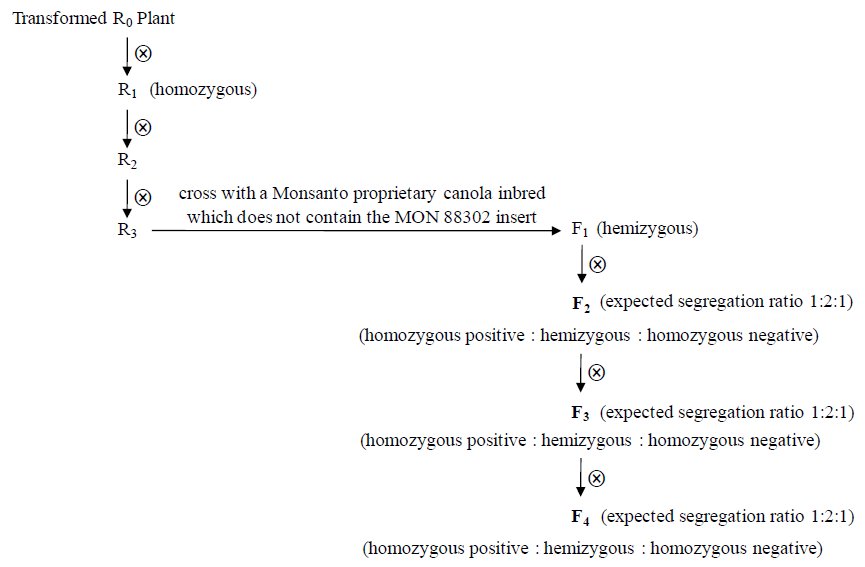 Transformed R₀ Plant
⊗
R₁ (homozygous)
⊗
R₂
⊗
cross with a Monsanto proprietary canola inbred
which does not contain the MON 88302 insert
R₃
F₁ (hemizygous)
⊗
F₂ (expected segregation ratio 1:2:1)
(homozygous positive : hemizygous : homozygous negative)
⊗
F₃ (expected segregation ratio 1:2:1)
(homozygous positive : hemizygous : homozygous negative)
⊗
F₄ (expected segregation ratio 1:2:1)
(homozygous positive : hemizygous : homozygous negative)